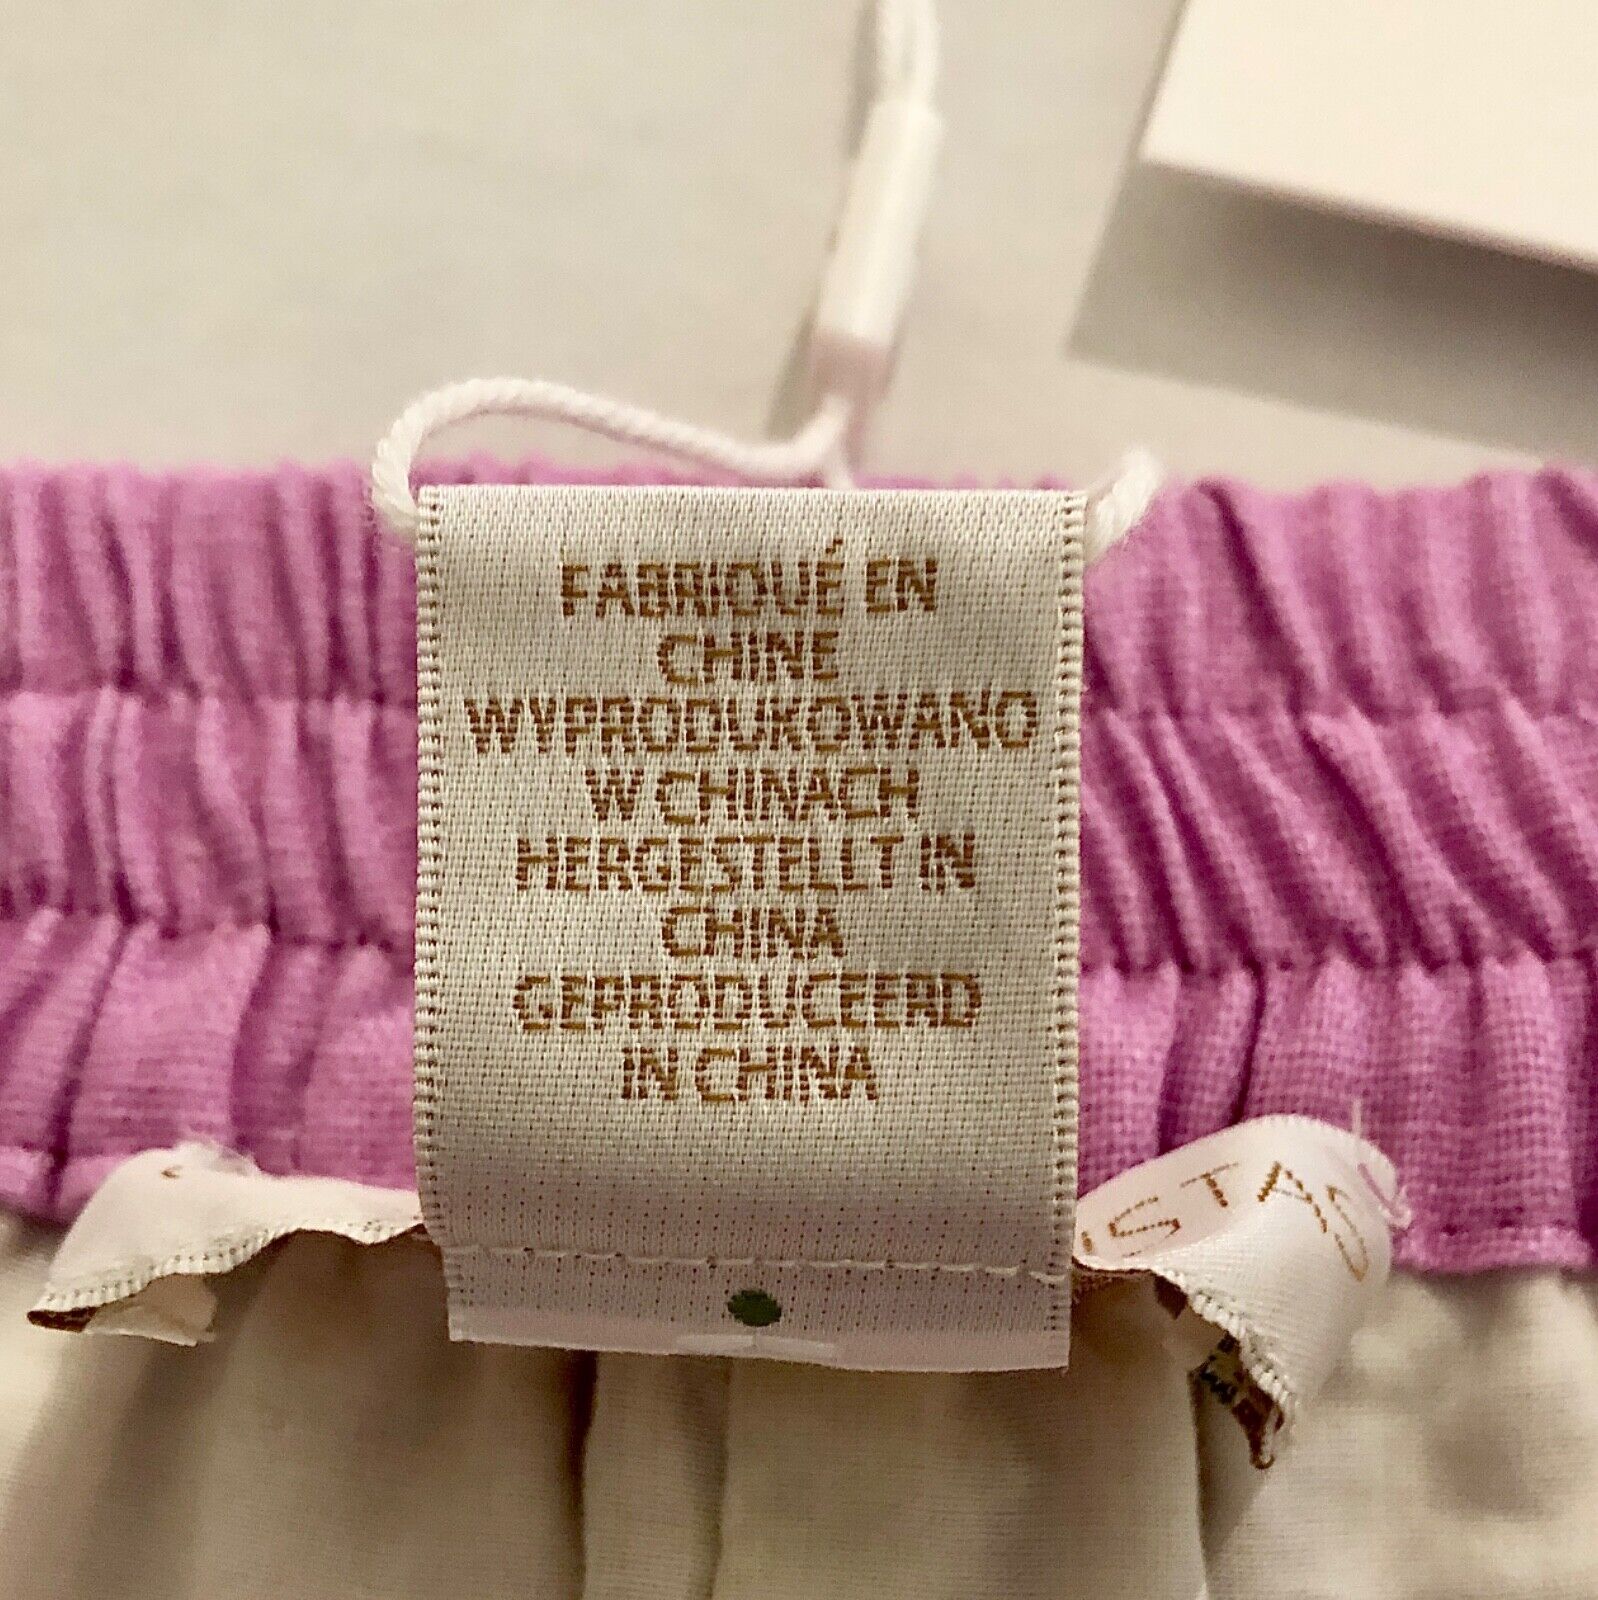 FABRIQUÉ EN
CHINE
WYPRODUKOWANO
W CHINACH
HERGESTELLT IN
CHINA
GEPRODUCEERD
IN CHINA